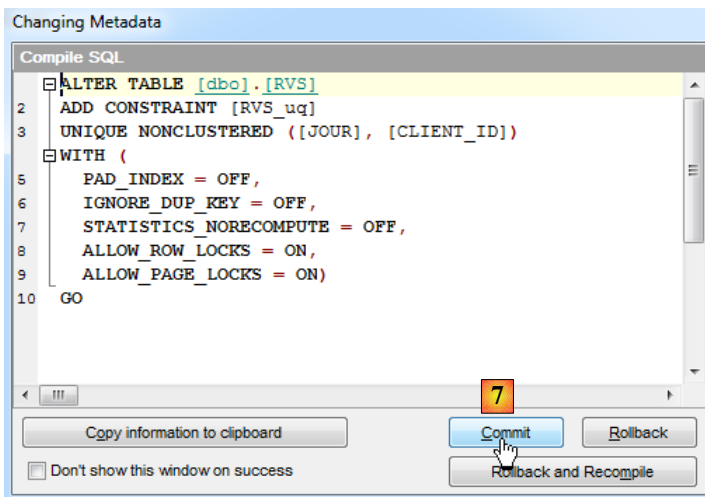 Changing Metadata
Compile SQL
ALTER TABLE [dbo].[RVS]
2 ADD CONSTRAINT [RVS_uq]
3 UNIQUE NONCLUSTERED ([JOUR], [CLIENT_ID])
WITH (
5 PAD_INDEX = OFF,
6 IGNORE_DUP_KEY = OFF,
7 STATISTICS_NORECOMPUTE = OFF,
8 ALLOW_ROW_LOCKS = ON,
9 ALLOW_PAGE_LOCKS = ON)
10 GO
7
Copy information to clipboard Commit Rollback
Don't show this window on success Rollback and Recompile